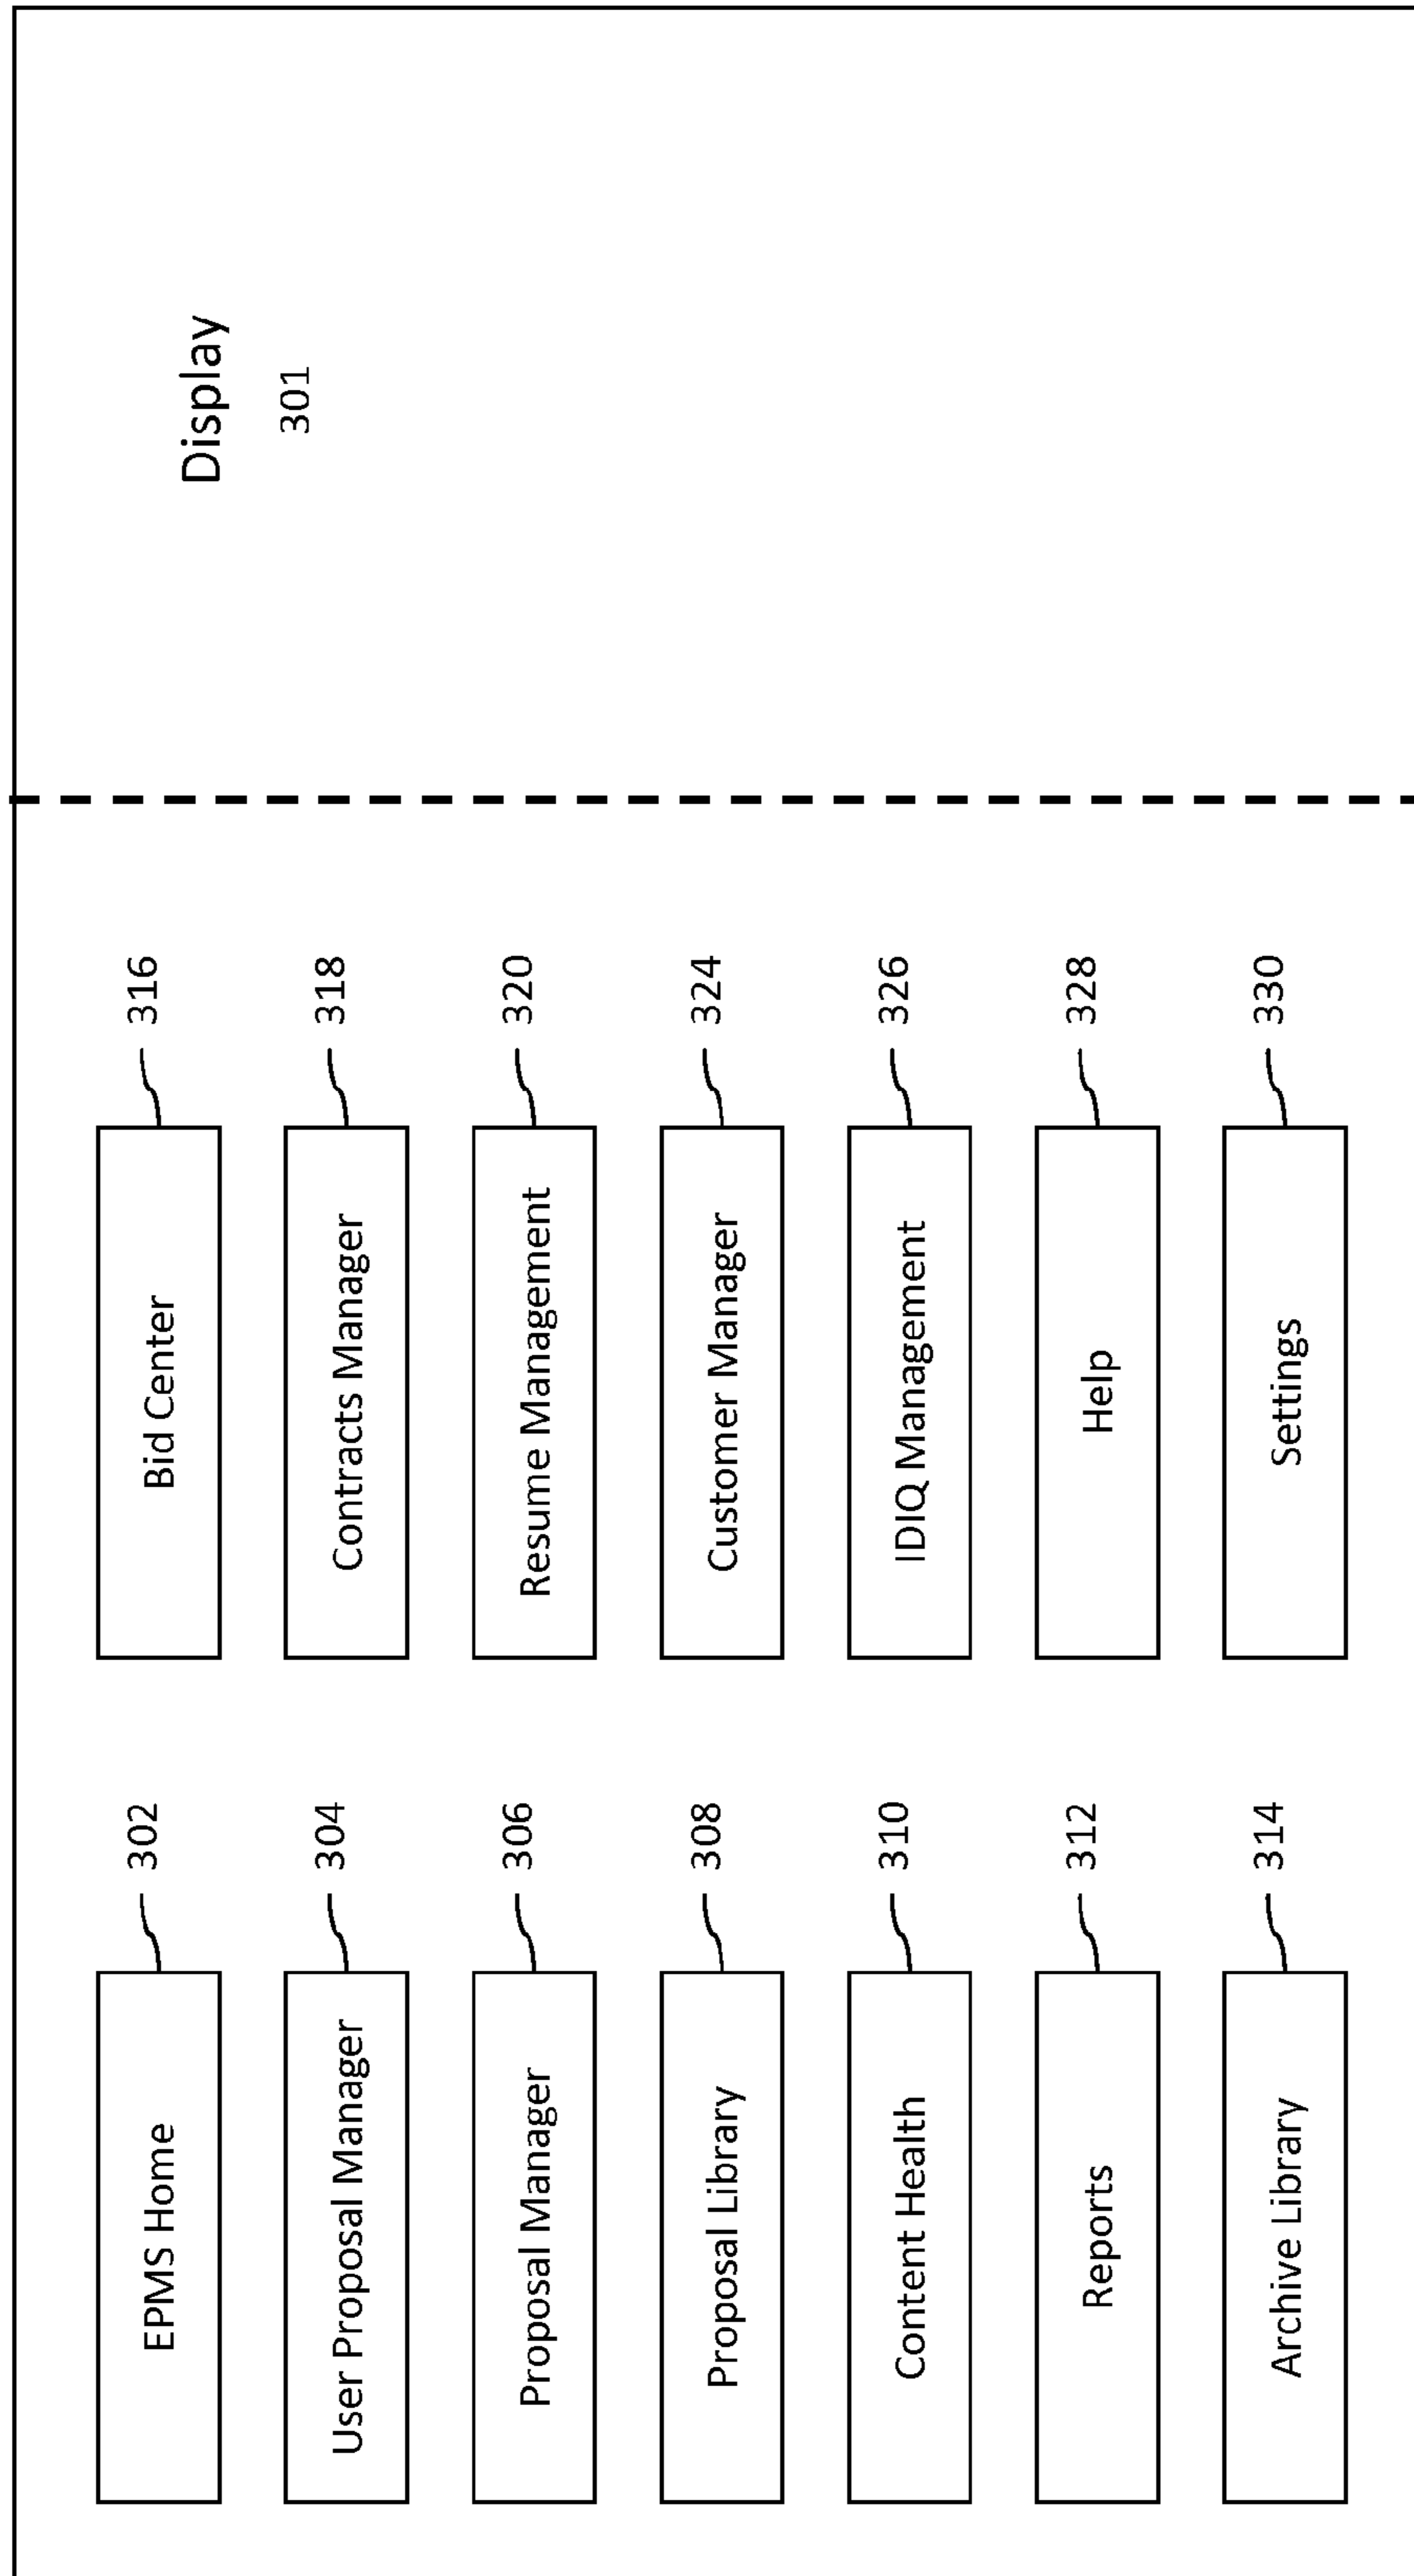 EPMS Home
302
User Proposal Manager
304
Proposal Manager
306
Proposal Library
308
Content Health
310
Reports
312
Archive Library
314
Bid Center
316
Contracts Manager
318
Resume Management
320
Customer Manager
324
IDIQ Management
326
Help
328
Settings
330
Display
301